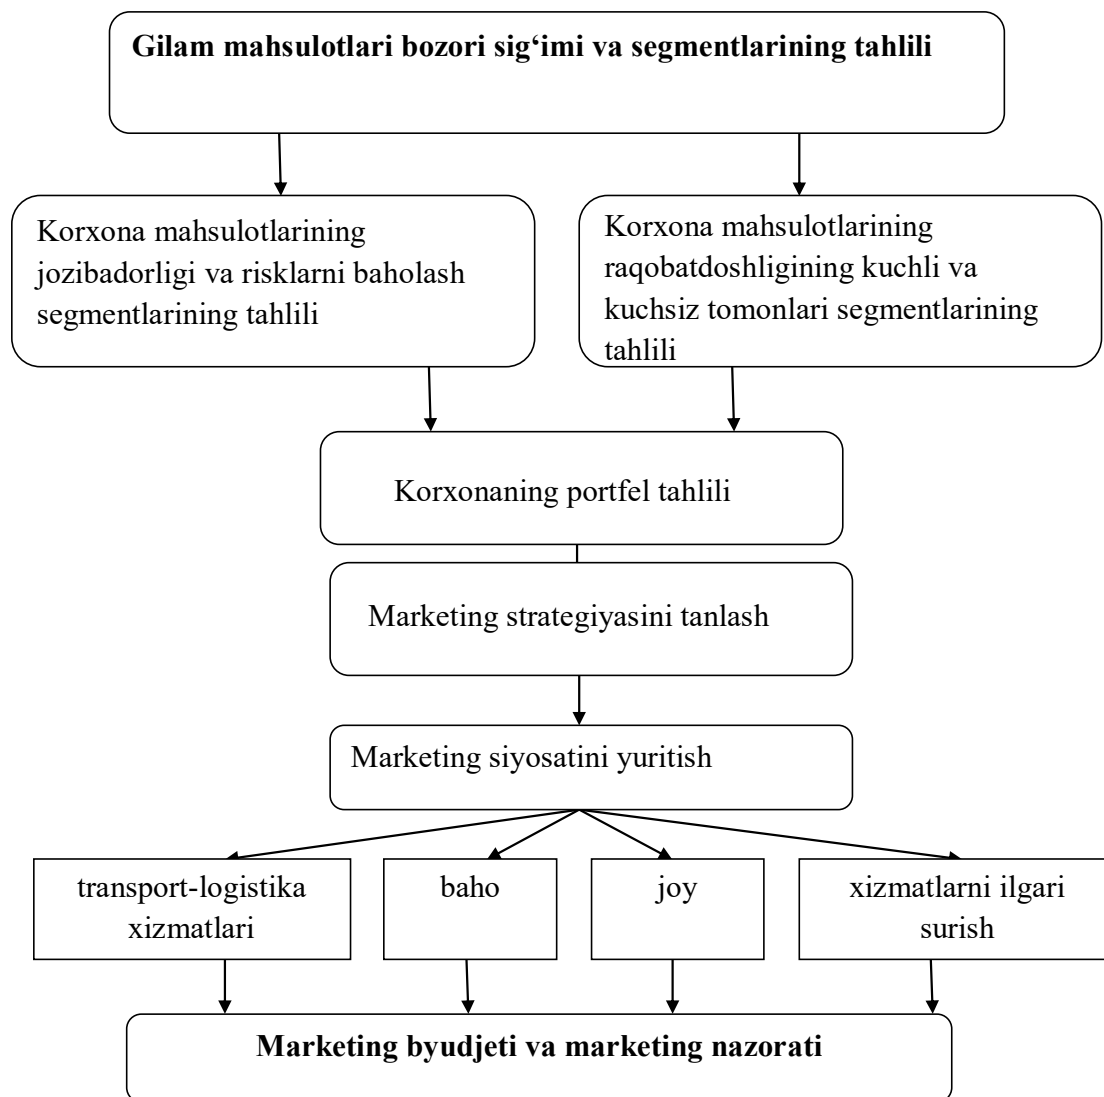 Gilam mahsulotlari bozori sig‘imi va segmentlarining tahlili
Korxona mahsulotlarining
jozibadorligi va risklarni baholash
segmentlarining tahlili
Korxona mahsulotlarining
raqobatdoshligining kuchli va
kuchsiz tomonlari segmentlarining
tahlili
Korxonaning portfel tahlili
Marketing strategiyasini tanlash
Marketing siyosatini yuritish
transport-logistika
xizmatlari
baho
joy
xizmatlarni ilgari
surish
Marketing byudjeti va marketing nazorati